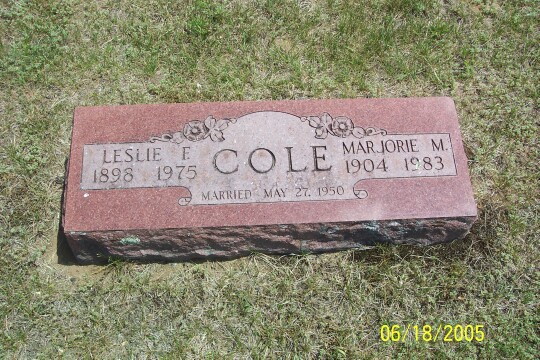 LESLIE F.
1898 1975
COLE
MARJORIE M.
1904 1983
MARRIED MAY 27, 1950
06/18/2005